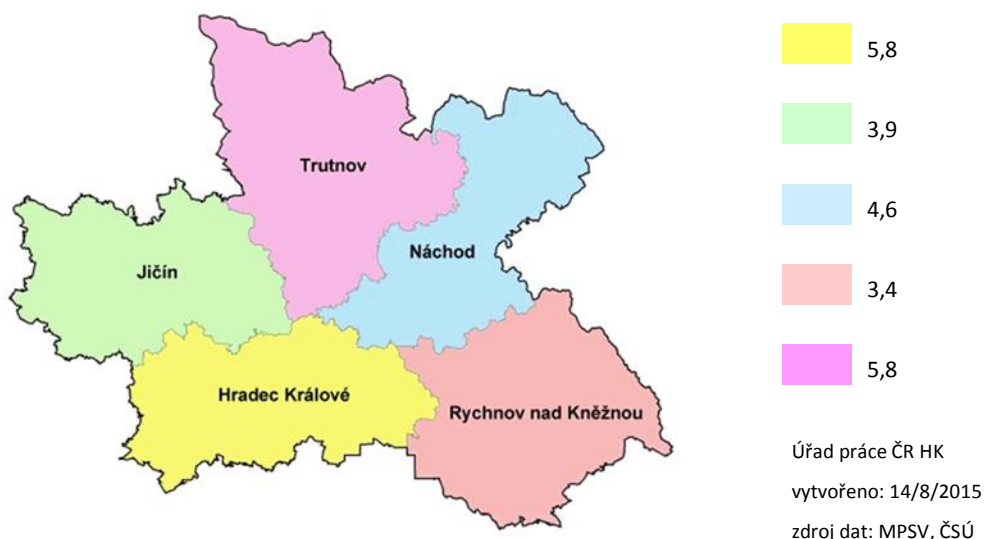 Trutnov
Náchod
Jičín
Hradec Králové
Rychnov nad Kněžnou
5,8
3,9
4,6
3,4
5,8
Úřad práce ČR HK
vytvořeno: 14/8/2015
zdroj dat: MPSV, ČSÚ